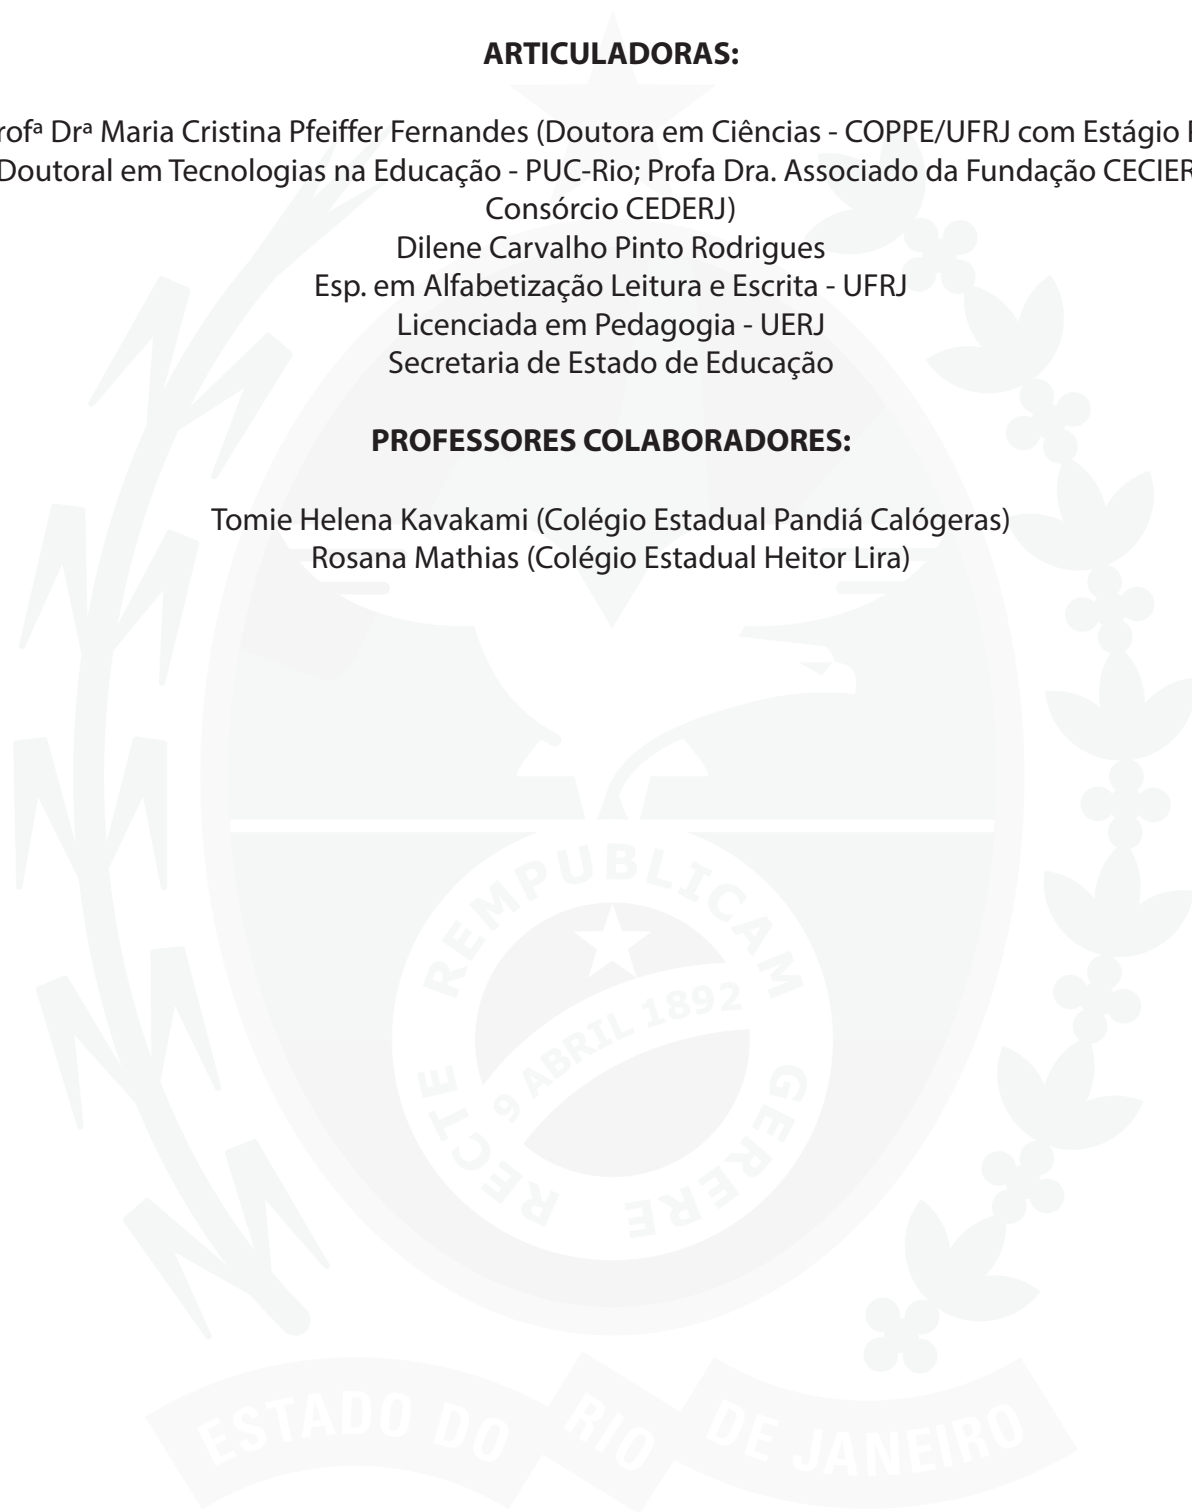 ARTICULADORAS:
rofª Drª Maria Cristina Pfeiffer Fernandes (Doutora em Ciências - COPPE/UFRJ com Estágio
Doutoral em Tecnologias na Educação - PUC-Rio; Profa Dra. Associado da Fundação CECIER
Consórcio CEDERJ)
Dilene Carvalho Pinto Rodrigues
Esp. em Alfabetização Leitura e Escrita - UFRJ
Licenciada em Pedagogia - UERJ
Secretaria de Estado de Educação
PROFESSORES COLABORADORES:
Tomie Helena Kavakami (Colégio Estadual Pandiá Calógeras)
Rosana Mathias (Colégio Estadual Heitor Lira)
RECTE REMPUBLICAM GERERE
9 ABRIL 1892
ESTADO DO RIO DE JANEIRO